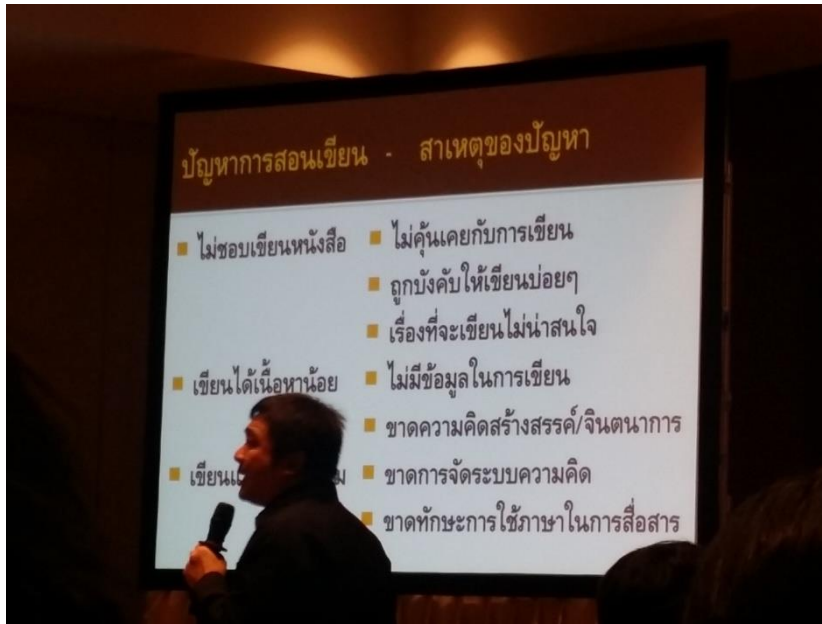 ปัญหาการสอนเขียน - สาเหตุของปัญหา
■ ไม่ชอบเขียนหนังสือ ■ ไม่คุ้นเคยกับการเขียน
■ ถูกบังคับให้เขียนบ่อยๆ
■ เรื่องที่จะเขียนไม่น่าสนใจ
■ เขียนได้เนื้อหาน้อย ■ ไม่มีข้อมูลในการเขียน
■ ขาดความคิดสร้างสรรค์/จินตนาการ
■ ■ ขาดการจัดระบบความคิด
■ ขาดทักษะการใช้ภาษาในการสื่อสาร